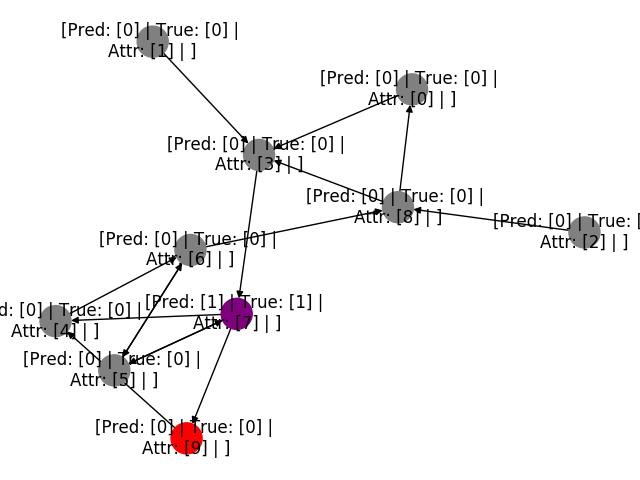 [Pred: [0] | True: [0] |
Attr: [1] | ]
[Pred: [0] | True: [0] |
Attr: [0] | ]
[Pred: [0] | True: [0] |
Attr: [3] | ]
[Pred: [0] | True: [0] |
Attr: [8] | ]
[Pred: [0] | True: [
Attr: [2] | ]
[Pred: [0] | True: [0] |
Attr: [6] | ]
d: [0] | True: [0] |
Attr: [4] | ]
[Pred: [1] | True: [1] |
Attr: [7] | ]
[Pred: [0] | True: [0] |
Attr: [5] | ]
[Pred: [0] | True: [0] |
Attr: [9] | ]